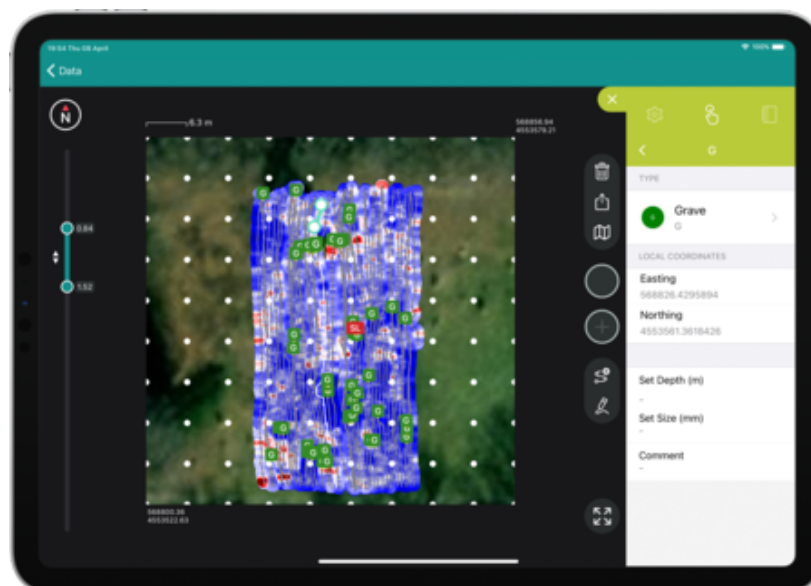 19:54 Thu 08 April
100%
Data
N
6.3 m
568856.94
4553579.21
G
TYPE
0.84
G
Grave
G
LOCAL COORDINATES
Easting
568826.4295894
1.52
Northing
4553561.3618426
SL
Set Depth (m)
-
Set Size (mm)
-
Comment
-
568800.36
4553522.63